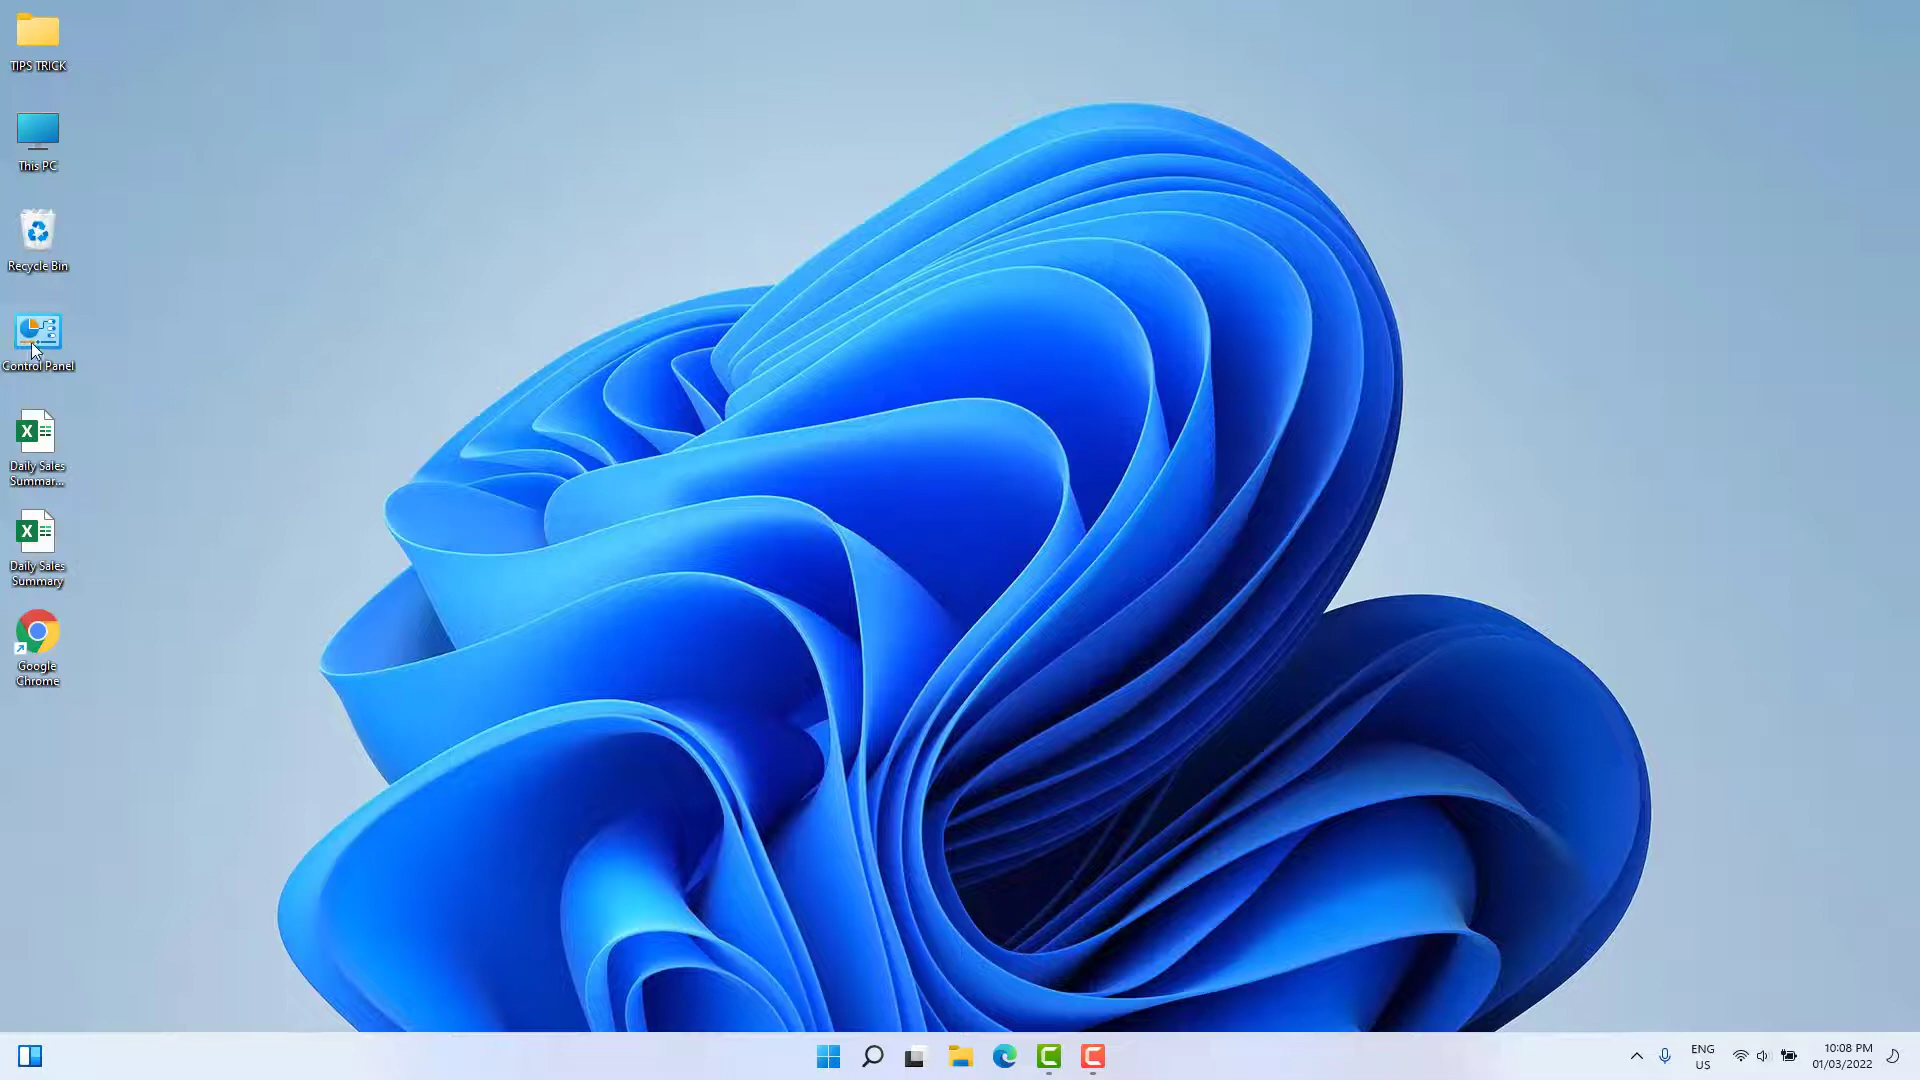 TIPS TRICK
This PC
Recycle Bin
Control Panel
Daily Sales
Summar...
Daily Sales
Summary
Google
Chrome
ENG
US
10:08 PM
01/03/2022